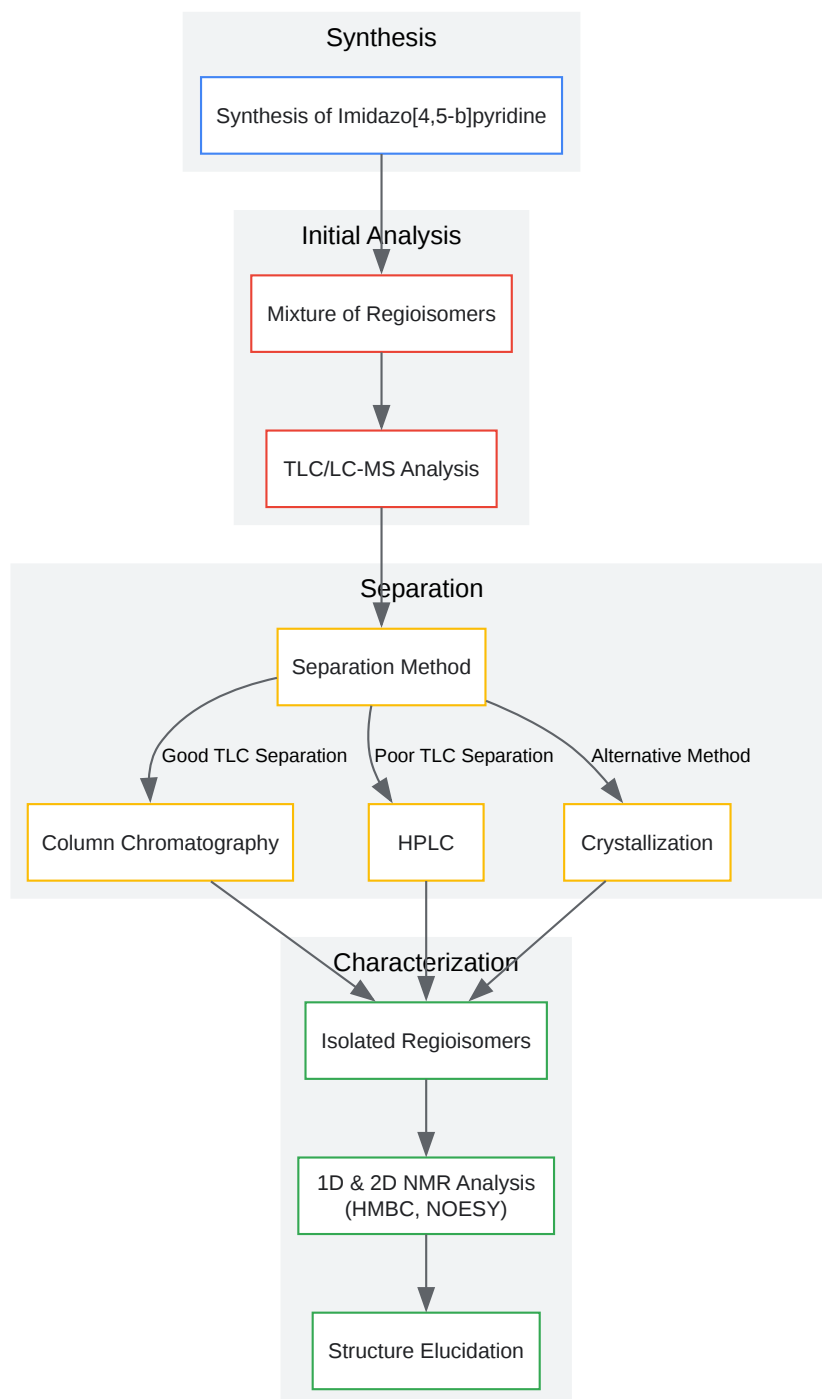 Synthesis
Synthesis of Imidazo[4,5-b]pyridine
Initial Analysis
Mixture of Regioisomers
TLC/LC-MS Analysis
Separation
Separation Method
Good TLC Separation
Poor TLC Separation
Alternative Method
Column Chromatography
HPLC
Crystallization
Characterization
Isolated Regioisomers
1D & 2D NMR Analysis
(HMBC, NOESY)
Structure Elucidation